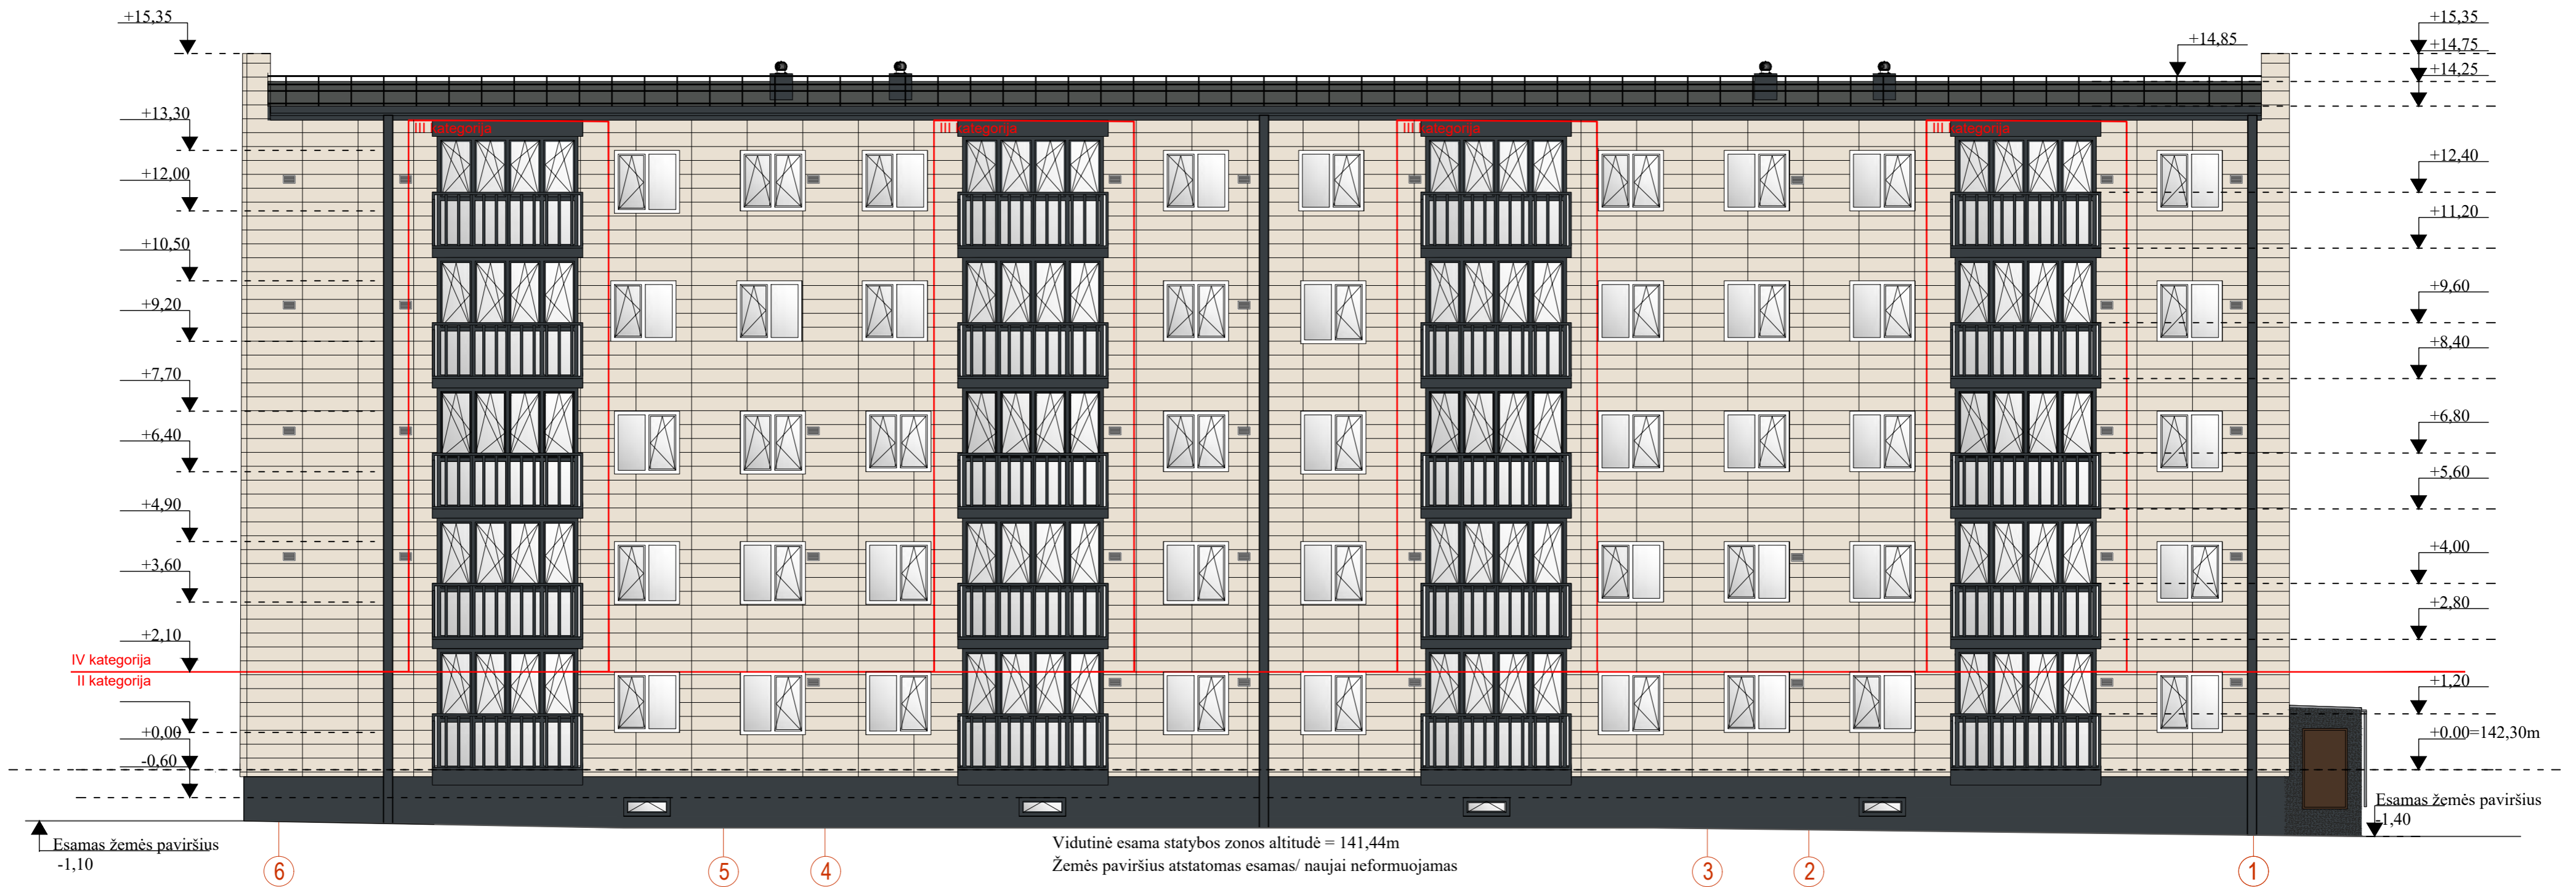 +15,35
+13,30
+12,00
+10,50
+9,20
+7,70
+6,40
+4,90
+3,60
+2,10
IV kategorija
II kategorija
+0,00
-0,60
Esamas žemės paviršius
-1,10
III kategorija
III kategorija
III kategorija
III kategorija
+14,85
+15,35
+14,75
+14,25
+12,40
+11,20
+9,60
+8,40
+6,80
+5,60
+4,00
+2,80
+1,20
+0.00=142,30m
Esamas žemės paviršius
-1,40
Vidutinė esama statybos zonos altitudė = 141,44m
Žemės paviršius atstatomas esamas/ naujai neformuojamas
6 5 4 3 2 1